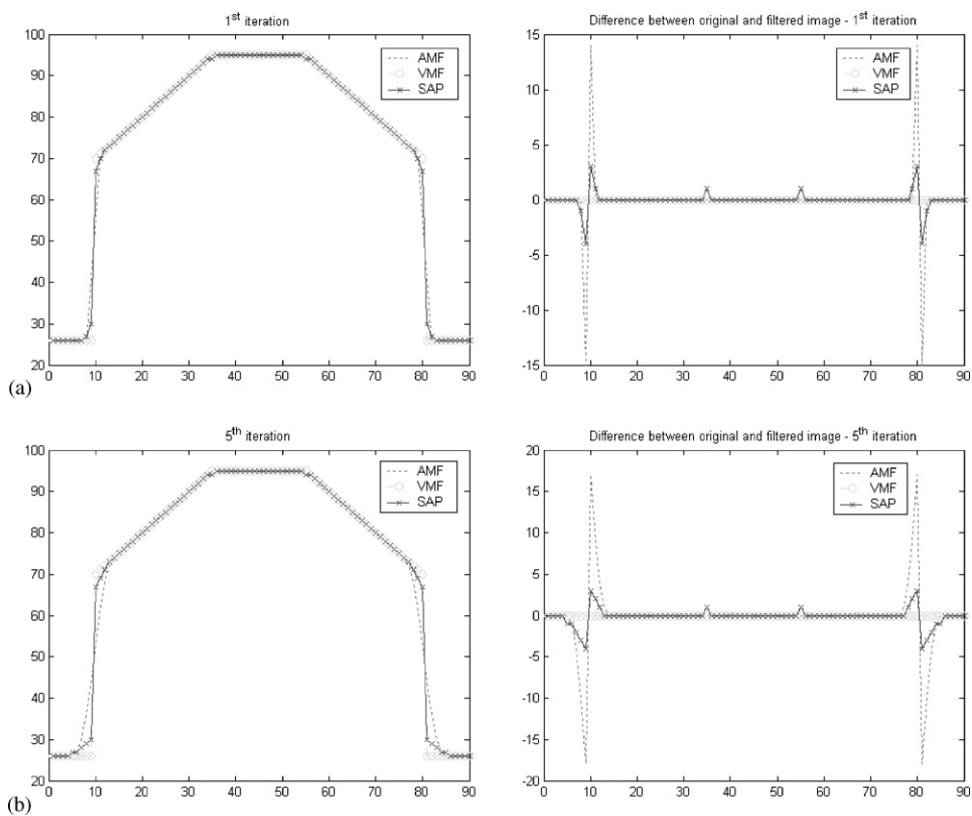 1st iteration
100
90
80
70
60
50
40
30
20
0 10 20 30 40 50 60 70 80 90
AMF
VMF
SAP
Difference between original and filtered image - 1st iteration
15
10
5
0
-5
-10
-15
0 10 20 30 40 50 60 70 80 90
AMF
VMF
SAP
(a)
5th iteration
100
90
80
70
60
50
40
30
20
0 10 20 30 40 50 60 70 80 90
AMF
VMF
SAP
Difference between original and filtered image - 5th iteration
20
15
10
5
0
-5
-10
-15
-20
0 10 20 30 40 50 60 70 80 90
AMF
VMF
SAP
(b)